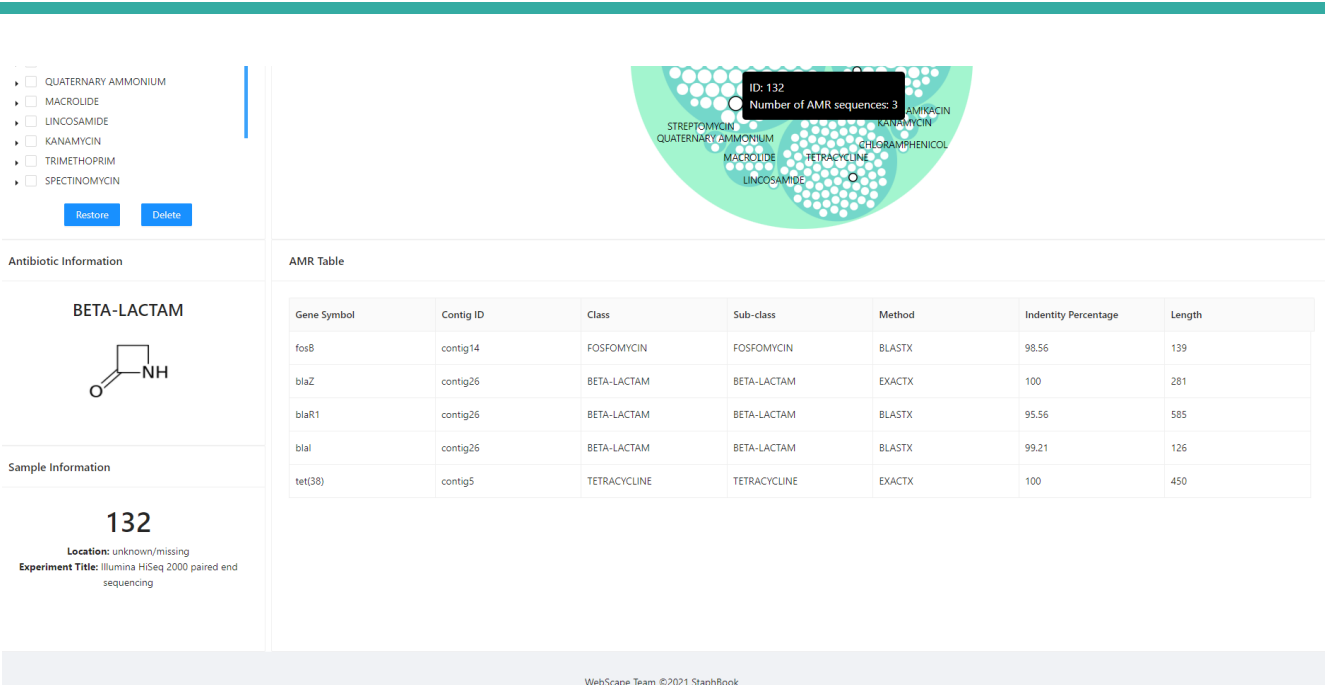 QUATERNARY AMMONIUM
MACROLIDE
LINCOSAMIDE
KANAMYCIN
TRIMETHOPRIM
SPECTINOMYCIN
Restore Delete
ID: 132
Number of AMR sequences: 3
AMIKACIN
KANAMYCIN
STREPTOMYCIN
QUATERNARY AMMONIUM
CHLORAMPHENICOL
MACROLIDE
TETRACYCLINE
LINCOSAMIDE
Antibiotic Information
BETA-LACTAM
NH
O
Sample Information
132
Location: unknown/missing
Experiment Title: Illumina HiSeq 2000 paired end
sequencing
AMR Table
Gene Symbol Contig ID Class Sub-class Method Indentity Percentage Length
fosB contig14 FOSFOMYCIN FOSFOMYCIN BLASTX 98.56 139
blaZ contig26 BETA-LACTAM BETA-LACTAM EXACTX 100 281
blaR1 contig26 BETA-LACTAM BETA-LACTAM BLASTX 95.56 585
blaI contig26 BETA-LACTAM BETA-LACTAM BLASTX 99.21 126
tet(38) contig5 TETRACYCLINE TETRACYCLINE EXACTX 100 450
WebScape Team ©2021 StaphBook